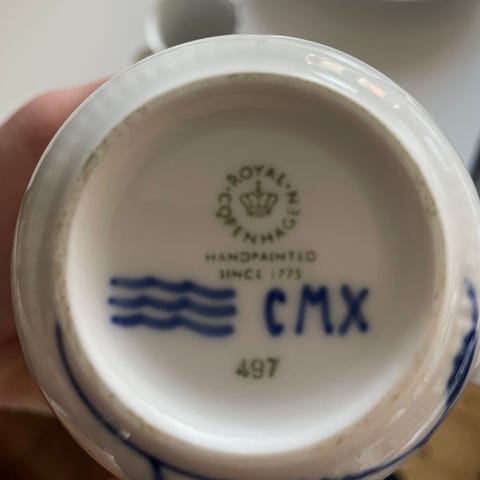 ROYAL COPENHAGEN
HANDPAINTED
SINCE 1775
CMX
497